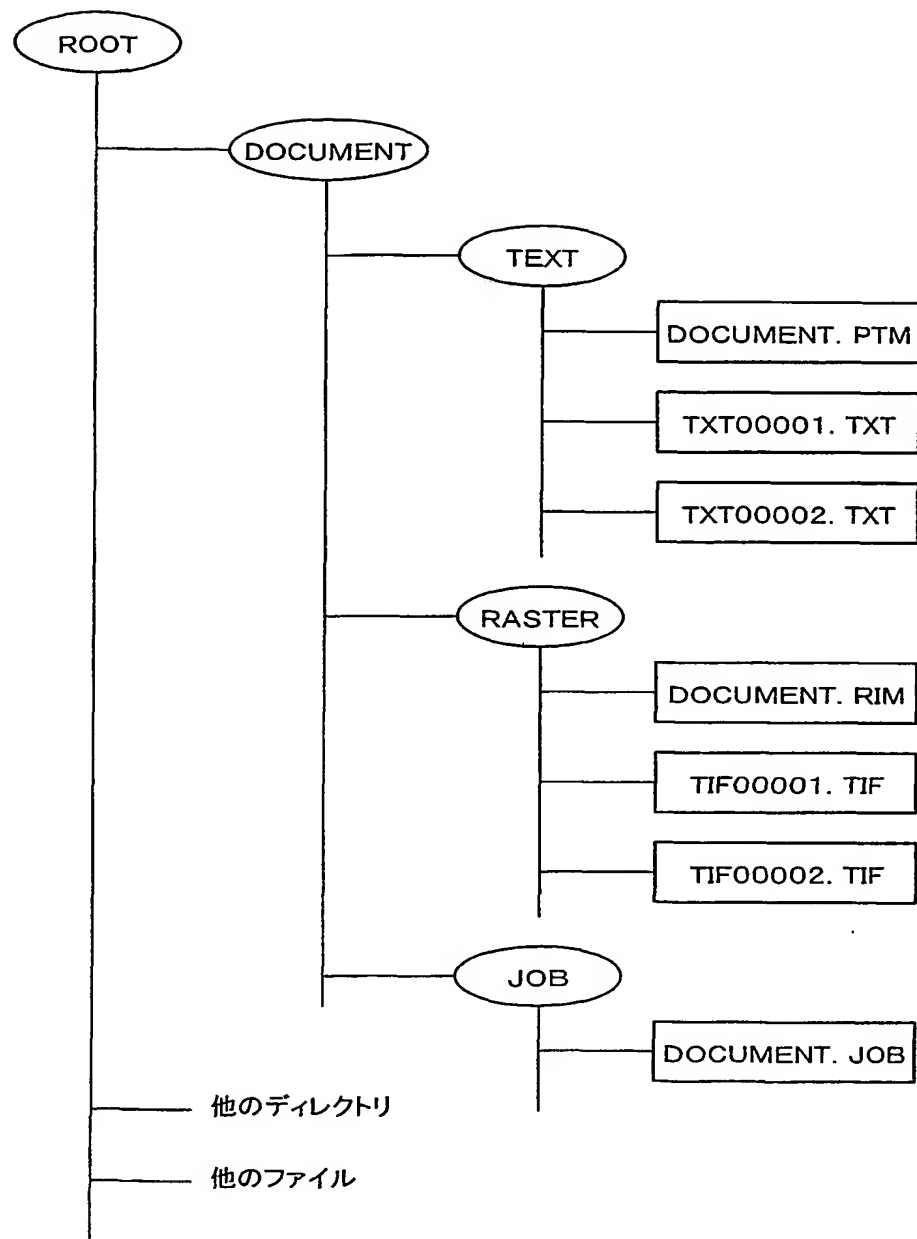 ROOT
DOCUMENT
TEXT
DOCUMENT. PTM
TXT00001. TXT
TXT00002. TXT
RASTER
DOCUMENT. RIM
TIF00001. TIF
TIF00002. TIF
JOB
DOCUMENT. JOB
他のディレクトリ
他のファイル